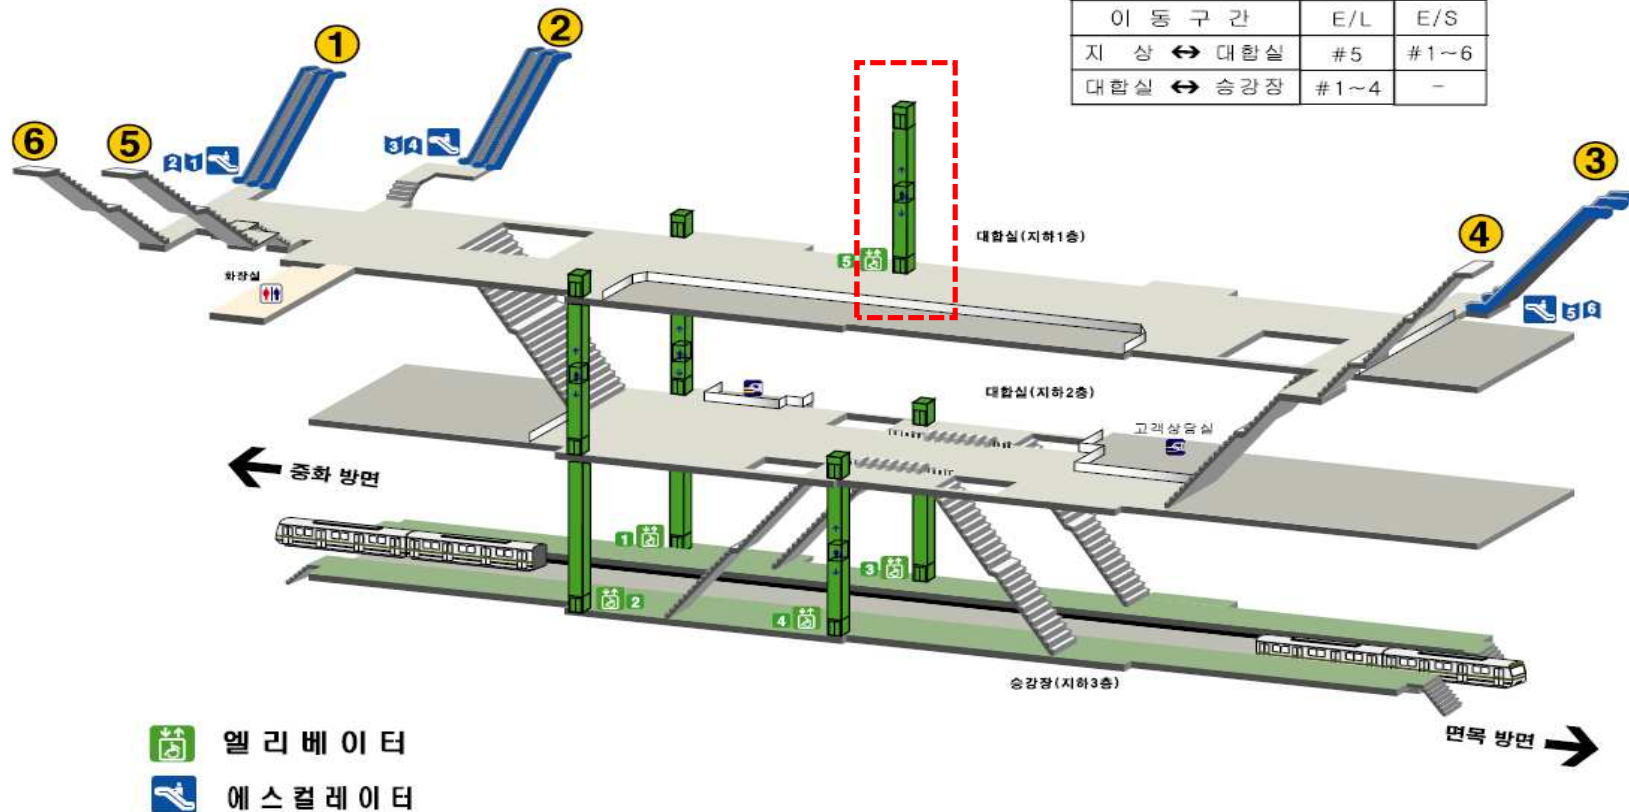 이 동 구 간 E/L E/S
지 상 ↔ 대합실 #5 #1~6
대합실 ↔ 승강장 #1~4 -
1
2
6
5
2 1
3 4
3
4
대합실(지하1층)
5
화장실
5 6
대합실(지하2층)
고객상담실
← 중화 방면
1
3
2
4
승강장(지하3층)
면목 방면 →
엘리베이터
에스컬레이터